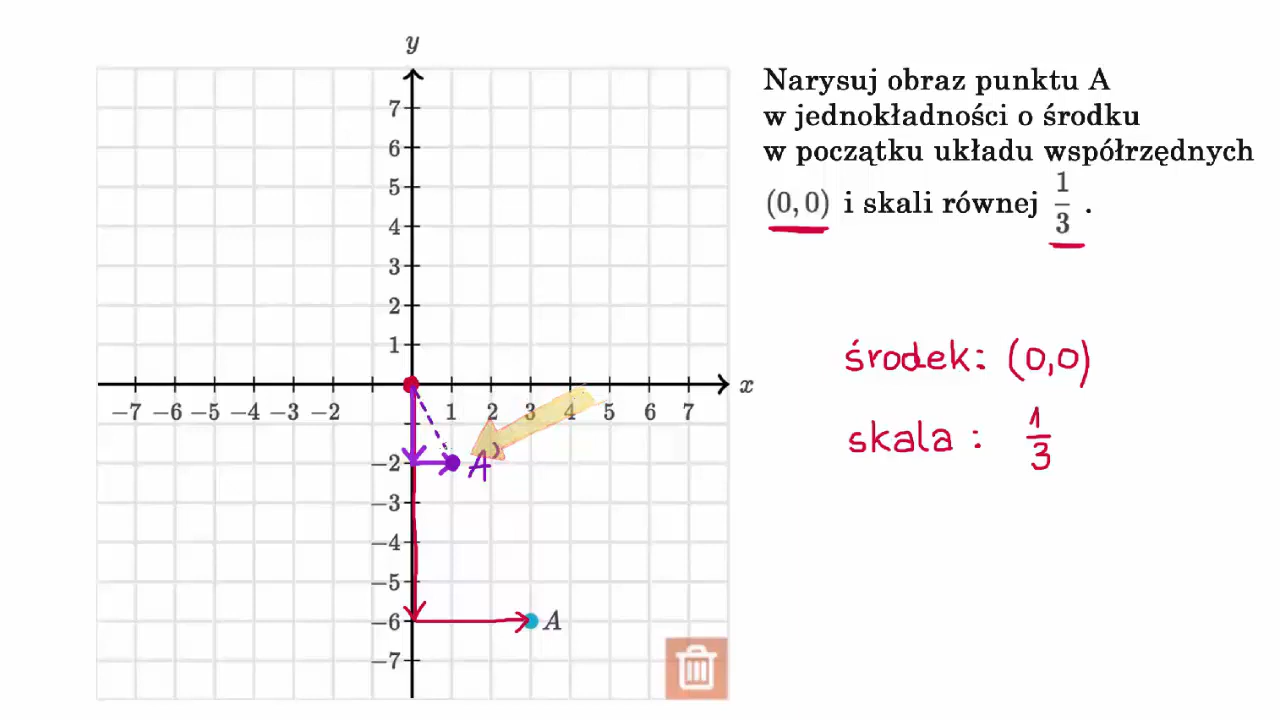 y
7
6
5
4
3
2
1
−7 −6 −5 −4 −3 −2 1 2 3 4 5 6 7 x
−2
−3
−4
−5
−6
−7
A'
A
Narysuj obraz punktu A
w jednokładności o środku
w początku układu współrzędnych
(0, 0) i skali równej 1/3 .
środek: (0,0)
skala : 1/3